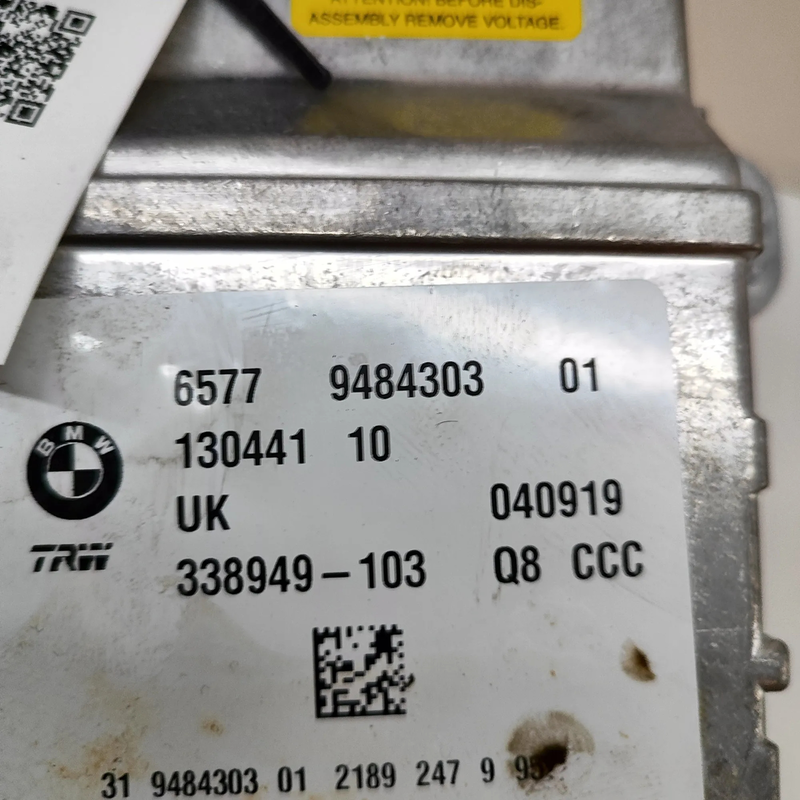 ATTENTION! BEFORE DIS-
ASSEMBLY REMOVE VOLTAGE.
6577 9484303 01
130441 10
BMW
UK 040919
TRW
338949-103 Q8 CCC
31 9484303 01 2189 247 9